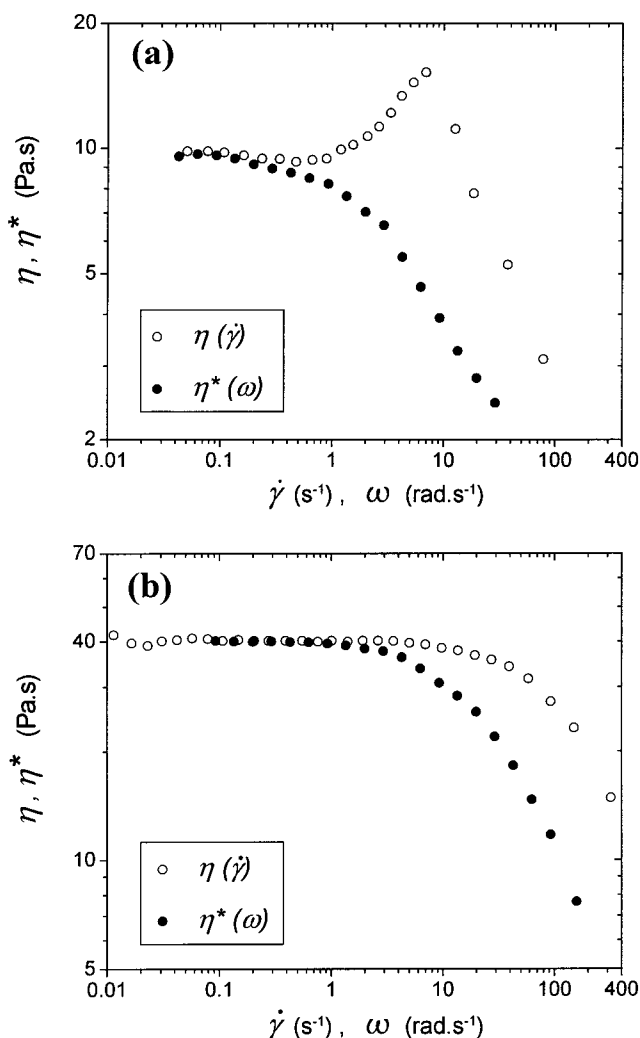 (a)
20
10
5
2
η, η* (Pa.s)
η (γ̇)
η* (ω)
0.01 0.1 1 10 100 400
γ̇ (s⁻¹) , ω (rad.s⁻¹)
(b)
70
40
10
5
η, η* (Pa.s)
η (γ̇)
η* (ω)
0.01 0.1 1 10 100 400
γ̇ (s⁻¹) , ω (rad.s⁻¹)